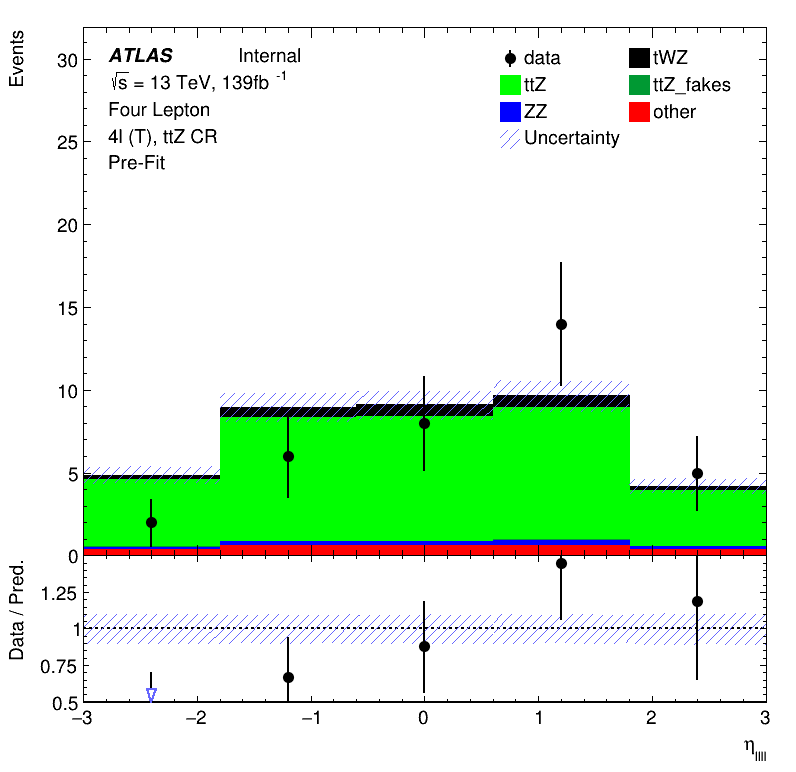 Events
30
25
20
15
10
5
0
ATLAS Internal
√s = 13 TeV, 139fb -1
Four Lepton
4l (T), ttZ CR
Pre-Fit
data
tWZ
ttZ
ttZ_fakes
ZZ
other
Uncertainty
Data / Pred.
1.25
1
0.75
0.5
−3 −2 −1 0 1 2 3
η llll